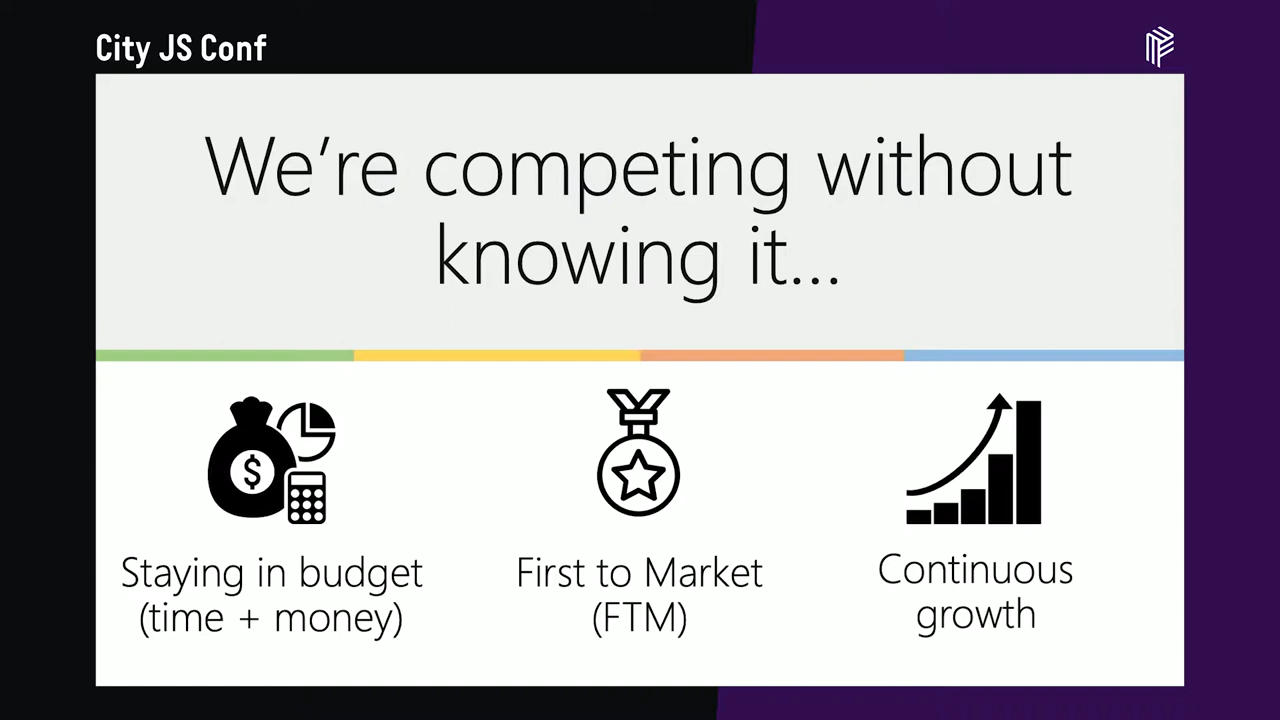 City JS Conf
We're competing without
knowing it...
$
Staying in budget
(time + money)
First to Market
(FTM)
Continuous
growth